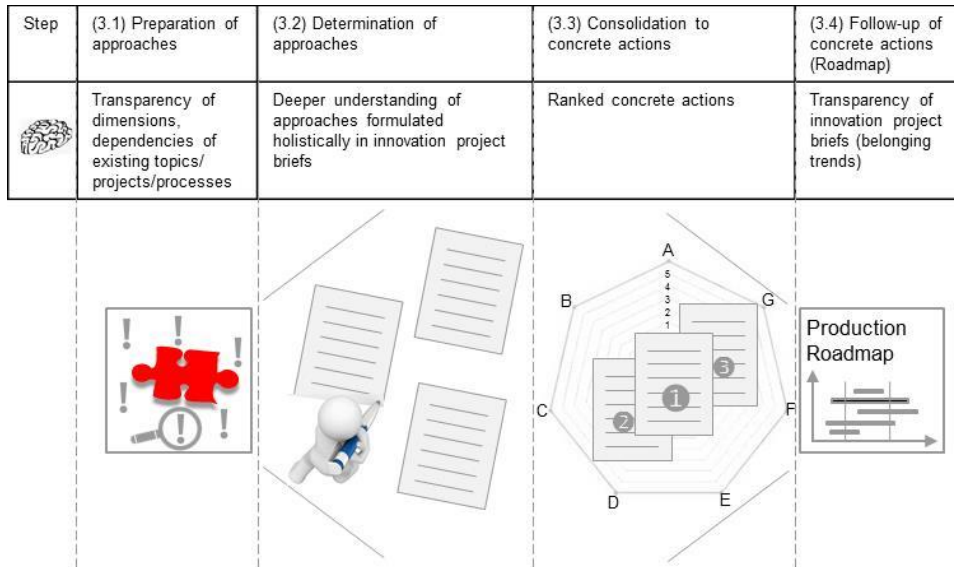 Step
(3.1) Preparation of
approaches
(3.2) Determination of
approaches
(3.3) Consolidation to
concrete actions
(3.4) Follow-up of
concrete actions
(Roadmap)
Transparency of
dimensions,
dependencies of
existing topics/
projects/processes
Deeper understanding of
approaches formulated
holistically in innovation project
briefs
Ranked concrete actions
Transparency of
innovation project
briefs (belonging
trends)
A
B
G
5
4
3
2
1
C
F
D
E
3
1
2
! ! ! ! ! ! !
Production
Roadmap